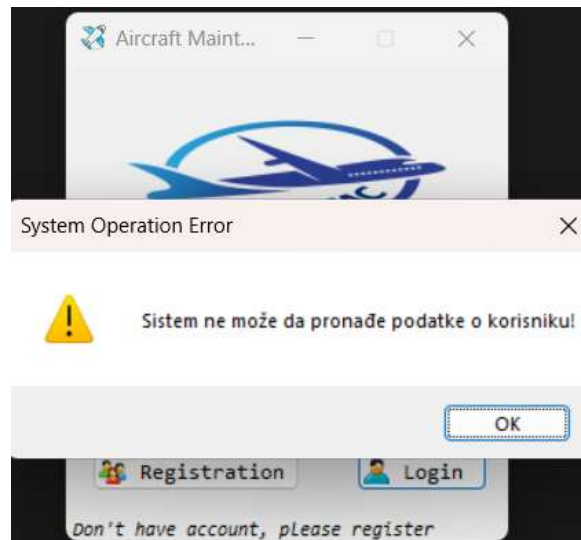 Aircraft Maint...
System Operation Error
Sistem ne može da pronađe podatke o korisniku!
OK
Registration
Login
Don't have account, please register